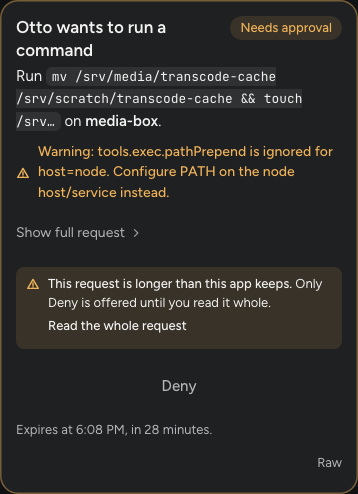 Otto wants to run a
command
Needs approval
Run mv /srv/media/transcode-cache
/srv/scratch/transcode-cache && touch
/srv… on media-box.
Warning: tools.exec.pathPrepend is ignored for
host=node. Configure PATH on the node
host/service instead.
Show full request
This request is longer than this app keeps. Only
Deny is offered until you read it whole.
Read the whole request
Deny
Expires at 6:08 PM, in 28 minutes.
Raw